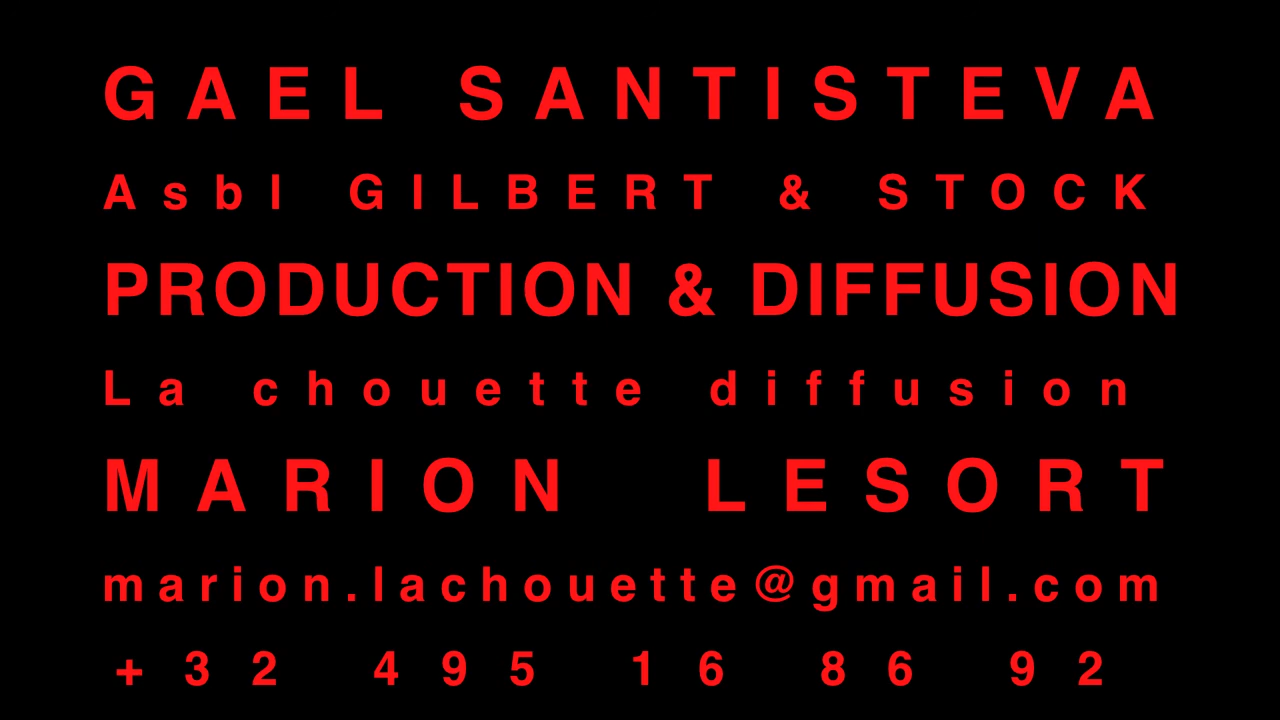 GAEL SANTISTEVA
Asbl GILBERT & STOCK
PRODUCTION & DIFFUSION
La chouette diffusion
MARION LESORT
marion.lachouette@gmail.com
+32 495 16 86 92